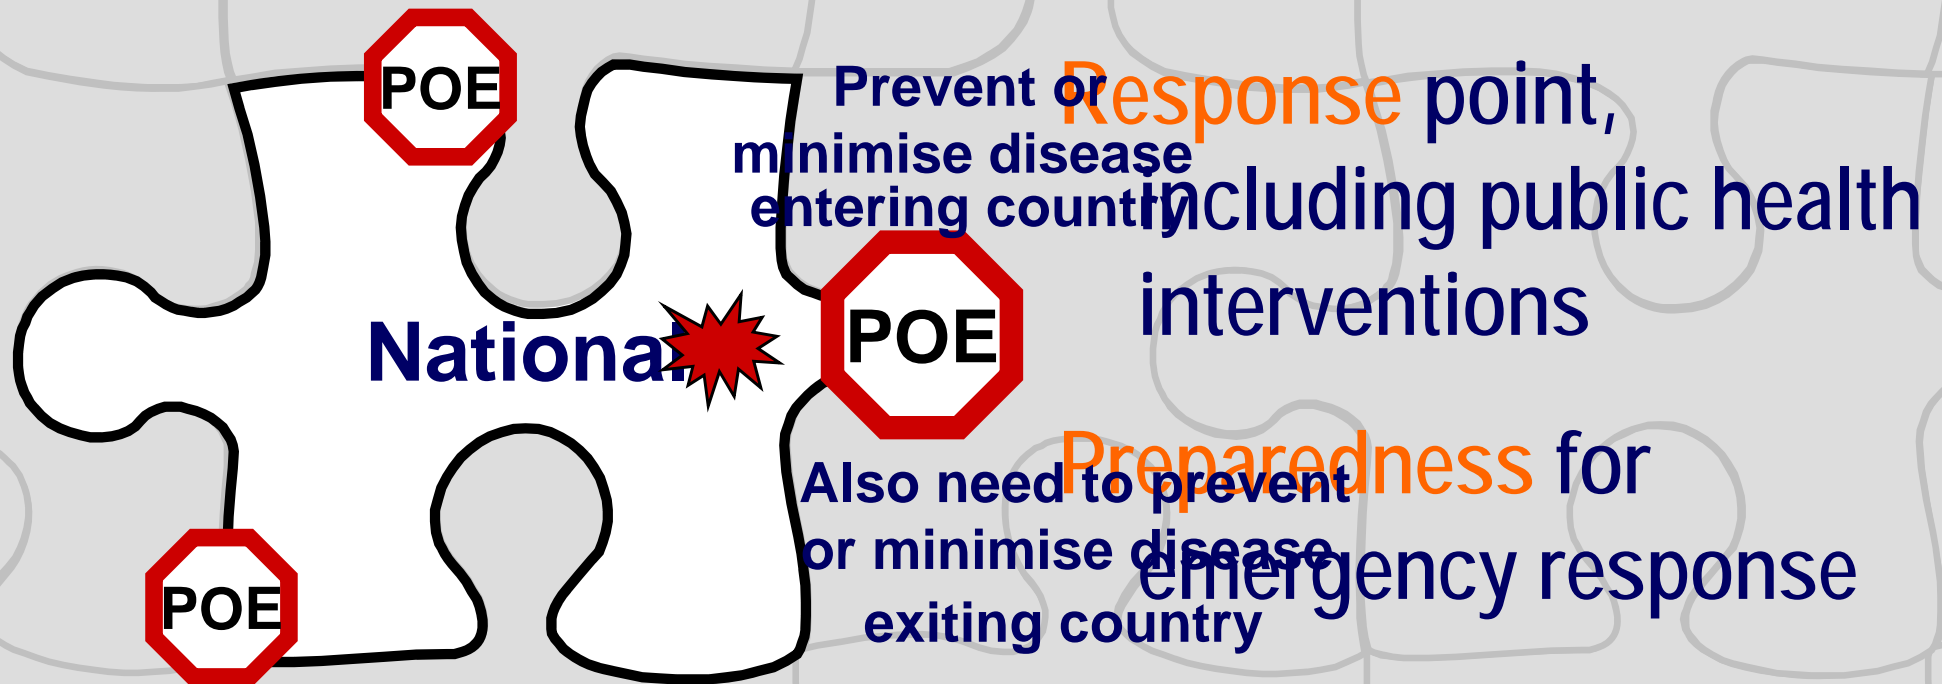 POE
Prevent or
minimise disease
entering country
Response point,
including public health
interventions
National
POE
Also need to prevent
or minimise disease
exiting country
Preparedness for
emergency response
POE